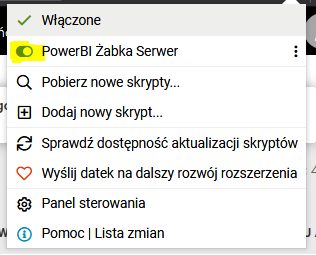 Włączone
PowerBI Żabka Serwer
Pobierz nowe skrypty...
Dodaj nowy skrypt...
Sprawdź dostępność aktualizacji skryptów
Wyślij datek na dalszy rozwój rozszerzenia
Panel sterowania
Pomoc | Lista zmian